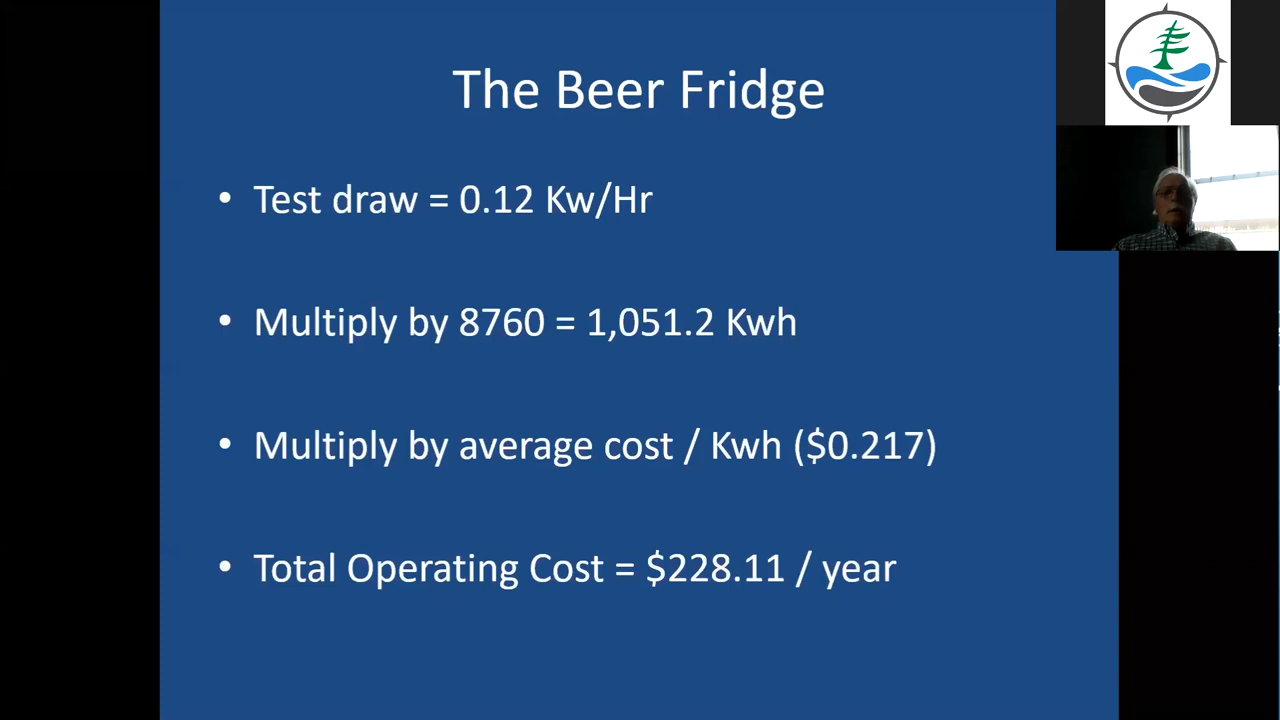 The Beer Fridge
• Test draw = 0.12 Kw/Hr
• Multiply by 8760 = 1,051.2 Kwh
• Multiply by average cost / Kwh ($0.217)
• Total Operating Cost = $228.11 / year